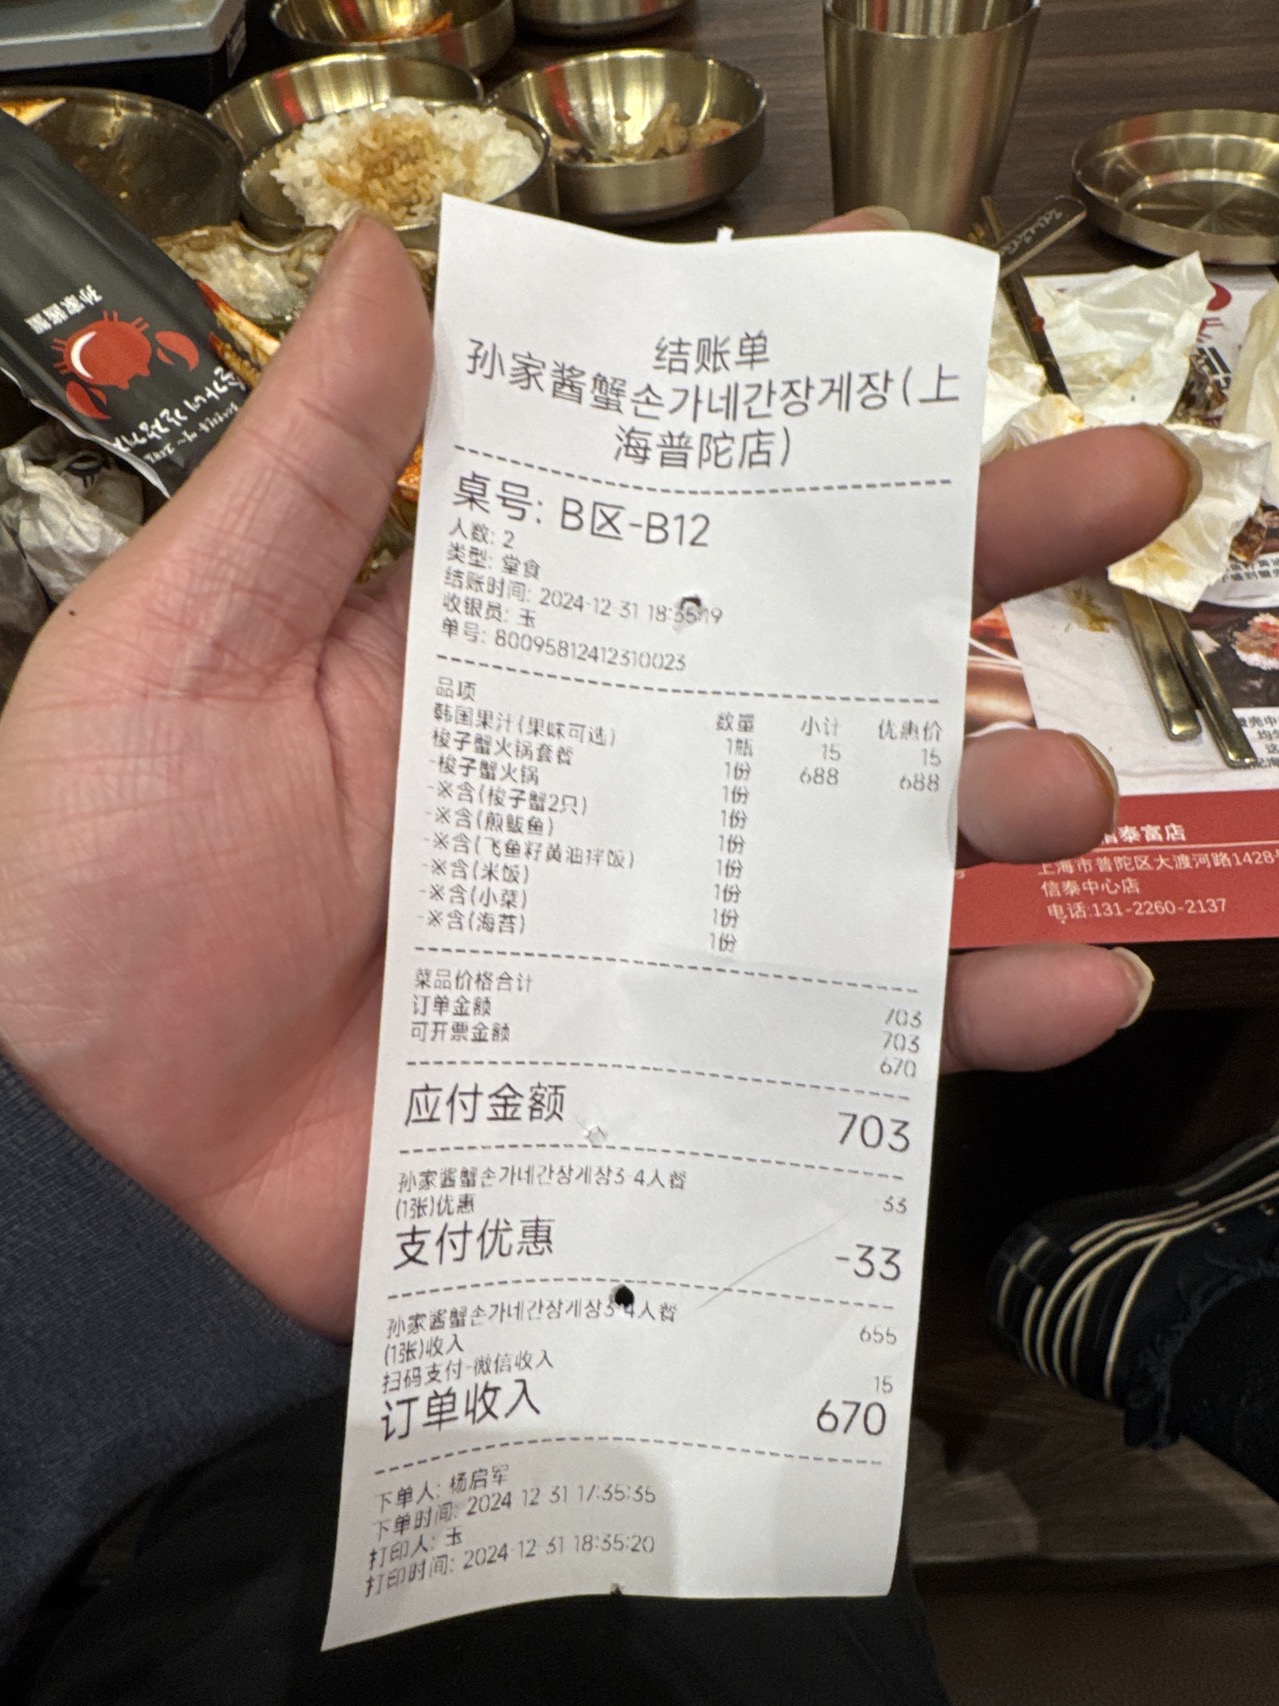 结账单
孙家酱蟹손가네간장게장(上
海普陀店)
桌号: B区-B12
人数: 2
类型: 堂食
结账时间: 2024-12-31 18:35:19
收银员: 玉
单号: 80095812412310023
品项 数量 小计 优惠价
韩国果汁(果味可选) 1瓶 15 15
梭子蟹火锅套餐 1份 688 688
-梭子蟹火锅 1份
-※含(梭子蟹2只) 1份
-※含(煎鲅鱼) 1份
-※含(飞鱼籽黄油拌饭) 1份
-※含(米饭) 1份
-※含(小菜) 1份
-※含(海苔) 1份
菜品价格合计 703
订单金额 703
可开票金额 670
应付金额 703
孙家酱蟹손가네간장게장3-4人餐
(1张)优惠 -33
支付优惠 -33
孙家酱蟹손가네간장게장3-4人餐
(1张)收入 655
扫码支付-微信收入 15
订单收入 670
下单人: 杨启军
下单时间: 2024-12-31 17:35:35
打印人: 玉
打印时间: 2024-12-31 18:35:20
孙家酱蟹
信泰富店
上海市普陀区大渡河路1428号
信泰中心店
电话:131-2260-2137